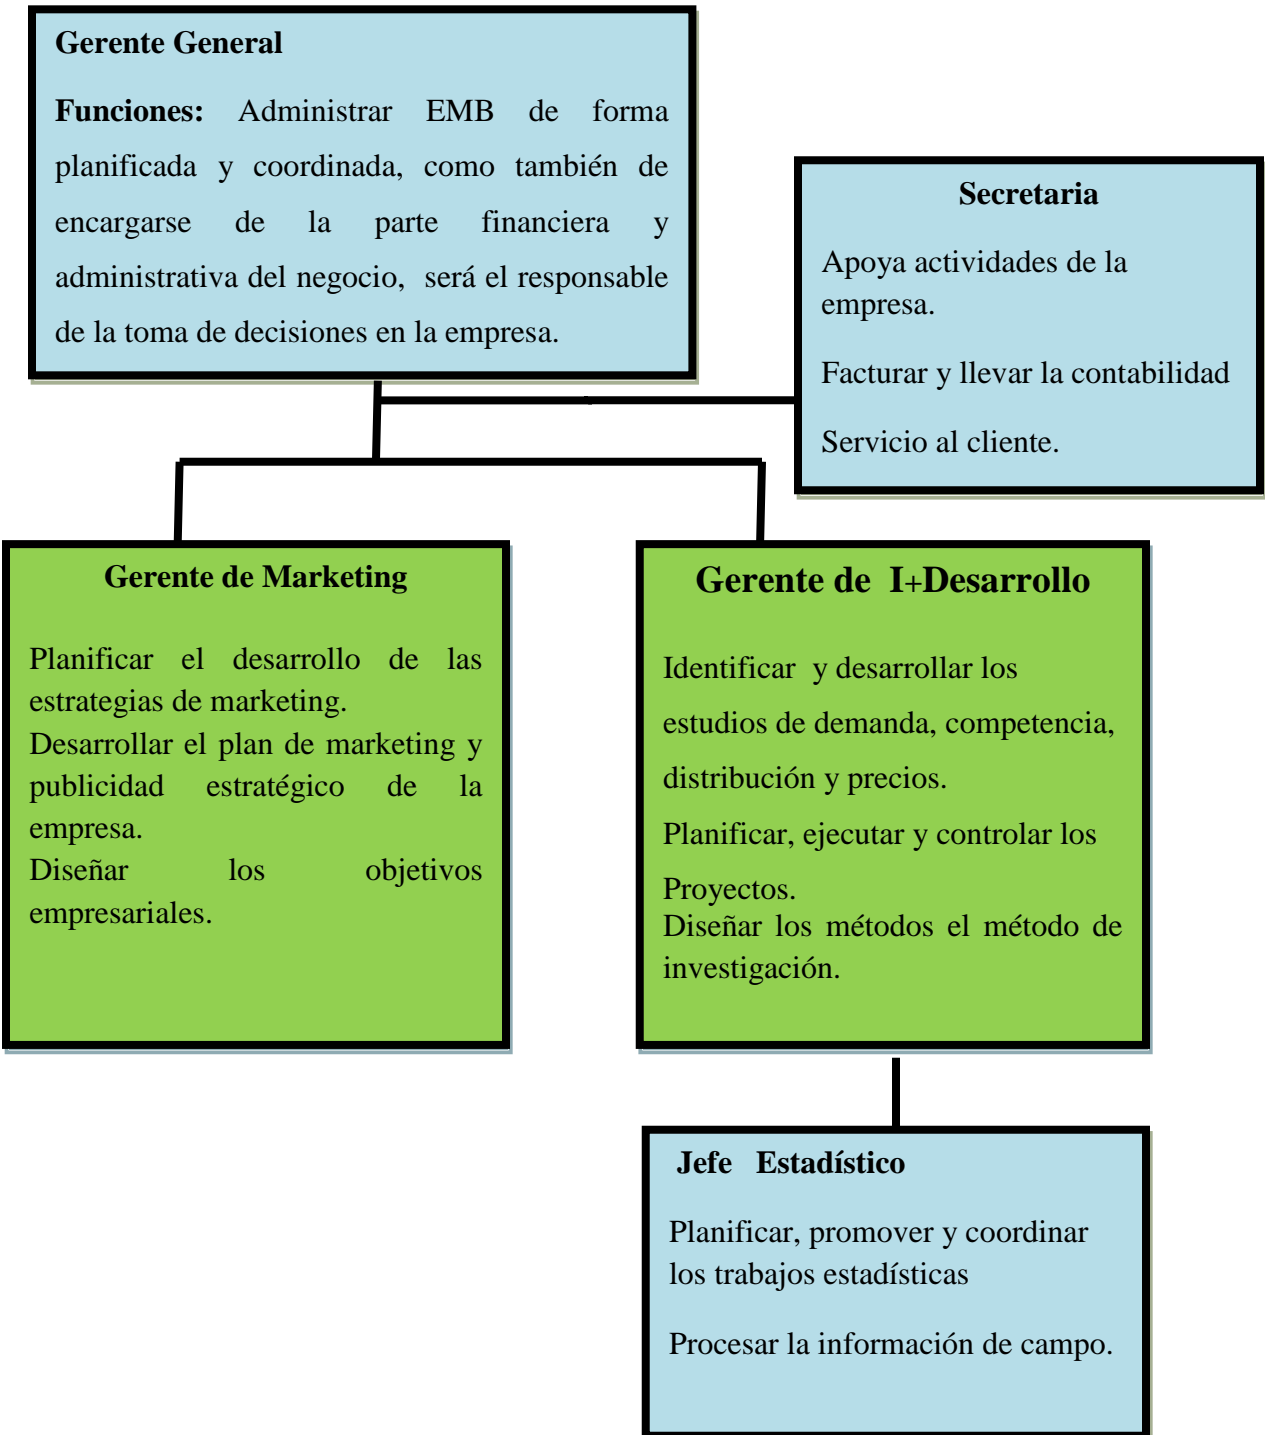 Gerente General
Funciones: Administrar EMB de forma
planificada y coordinada, como también de
encargarse de la parte financiera y
administrativa del negocio, será el responsable
de la toma de decisiones en la empresa.
Secretaria
Apoya actividades de la
empresa.
Facturar y llevar la contabilidad
Servicio al cliente.
Gerente de Marketing
Planificar el desarrollo de las
estrategias de marketing.
Desarrollar el plan de marketing y
publicidad estratégico de la
empresa.
Diseñar los objetivos
empresariales.
Gerente de I+Desarrollo
Identificar y desarrollar los
estudios de demanda, competencia,
distribución y precios.
Planificar, ejecutar y controlar los
Proyectos.
Diseñar los métodos el método de
investigación.
Jefe Estadístico
Planificar, promover y coordinar
los trabajos estadísticas
Procesar la información de campo.